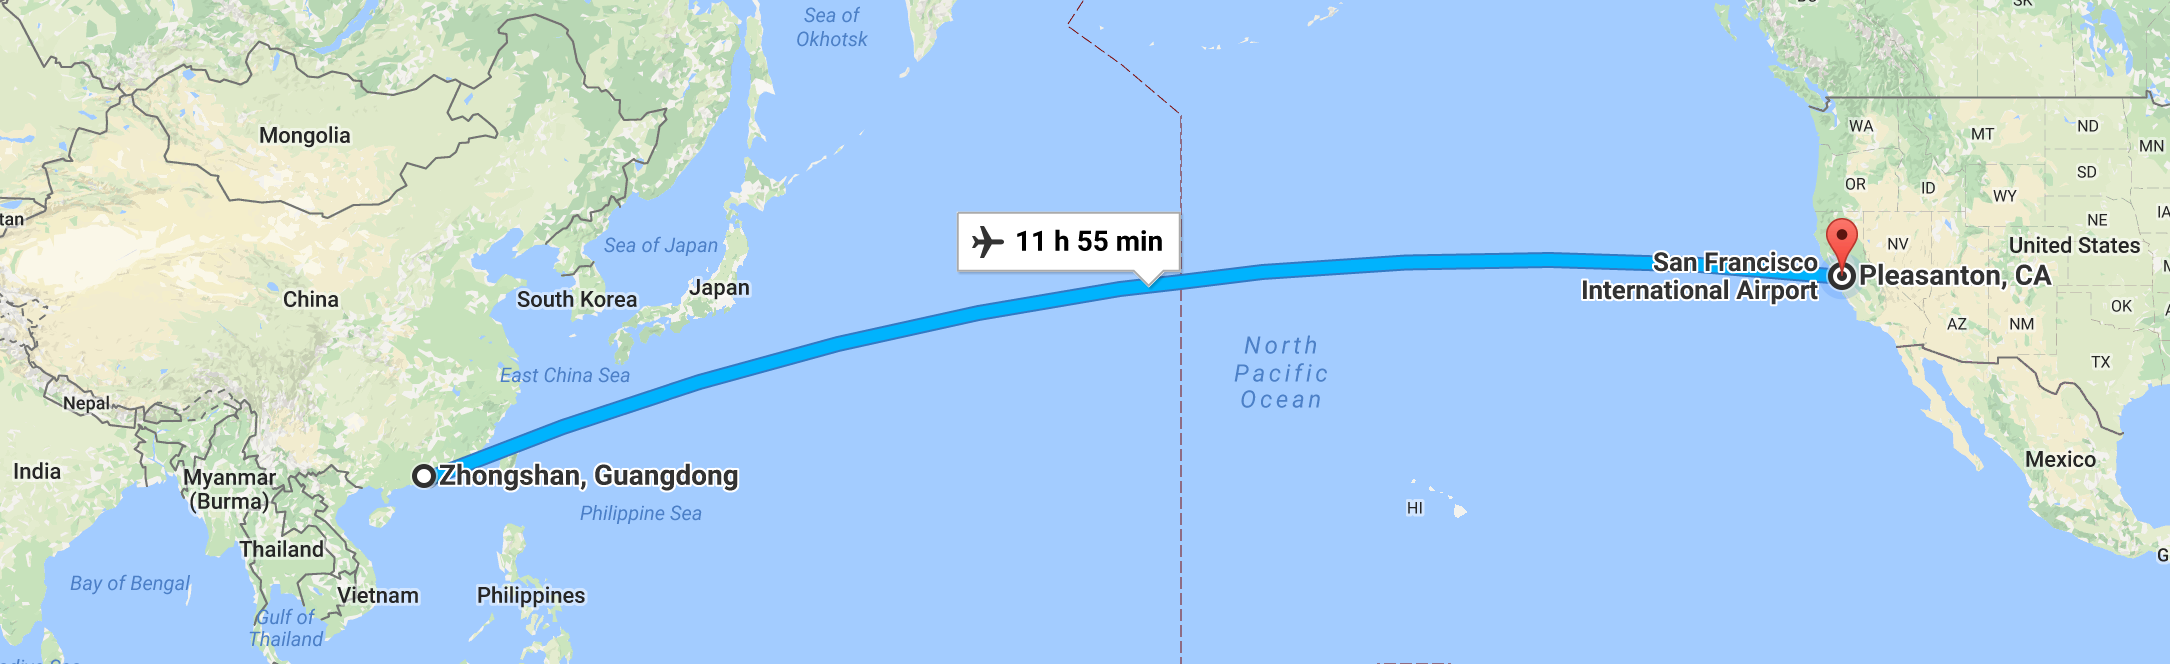 Sea of
Okhotsk
SK
Mongolia
WA
MT
ND
MN
SD
OR
ID
WY
IA
tan
NE
Sea of Japan
11 h 55 min
NV
United States
San Francisco
International Airport
Pleasanton, CA
Japan
China
South Korea
OK
AZ
NM
North
Pacific
Ocean
TX
East China Sea
Nepal
India
Myanmar
(Burma)
Zhongshan, Guangdong
Mexico
Philippine Sea
HI
Thailand
Bay of Bengal
Vietnam
Philippines
Gulf of
Thailand
G